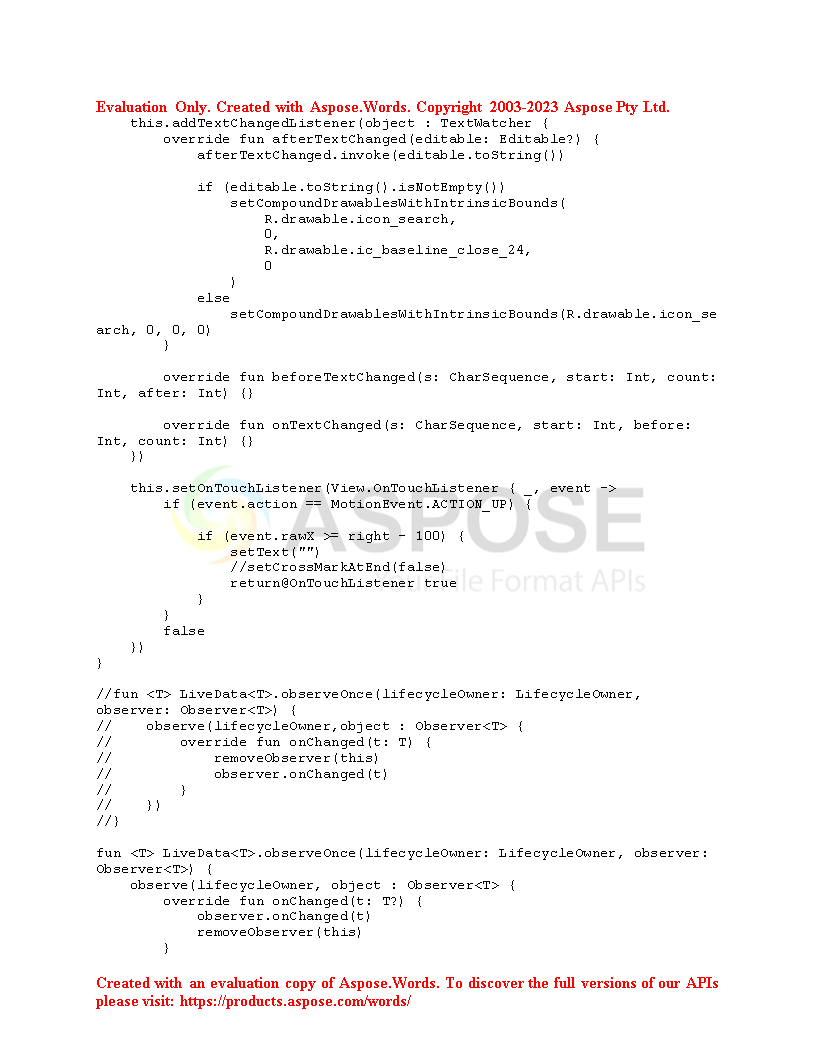 Evaluation Only. Created with Aspose.Words. Copyright 2003-2023 Aspose Pty Ltd.
    this.addTextChangedListener(object : TextWatcher {
        override fun afterTextChanged(editable: Editable?) {
            afterTextChanged.invoke(editable.toString())

            if (editable.toString().isNotEmpty())
                setCompoundDrawablesWithIntrinsicBounds(
                    R.drawable.icon_search,
                    0,
                    R.drawable.ic_baseline_close_24,
                    0
                )
            else
                setCompoundDrawablesWithIntrinsicBounds(R.drawable.icon_se
arch, 0, 0, 0)
        }

        override fun beforeTextChanged(s: CharSequence, start: Int, count:
Int, after: Int) {}

        override fun onTextChanged(s: CharSequence, start: Int, before:
Int, count: Int) {}
    })

    this.setOnTouchListener(View.OnTouchListener { _, event ->
        if (event.action == MotionEvent.ACTION_UP) {
ASPOSE

            if (event.rawX >= right - 100) {
                setText("")
                //setCrossMarkAtEnd(false)
                return@OnTouchListener true
Your File Format APIs
            }
        }
        false
    })
}

//fun <T> LiveData<T>.observeOnce(lifecycleOwner: LifecycleOwner,
observer: Observer<T>) {
//    observe(lifecycleOwner,object : Observer<T> {
//        override fun onChanged(t: T) {
//            removeObserver(this)
//            observer.onChanged(t)
//        }
//    })
//}

fun <T> LiveData<T>.observeOnce(lifecycleOwner: LifecycleOwner, observer:
Observer<T>) {
    observe(lifecycleOwner, object : Observer<T> {
        override fun onChanged(t: T?) {
            observer.onChanged(t)
            removeObserver(this)
        }

Created with an evaluation copy of Aspose.Words. To discover the full versions of our APIs
please visit: https://products.aspose.com/words/